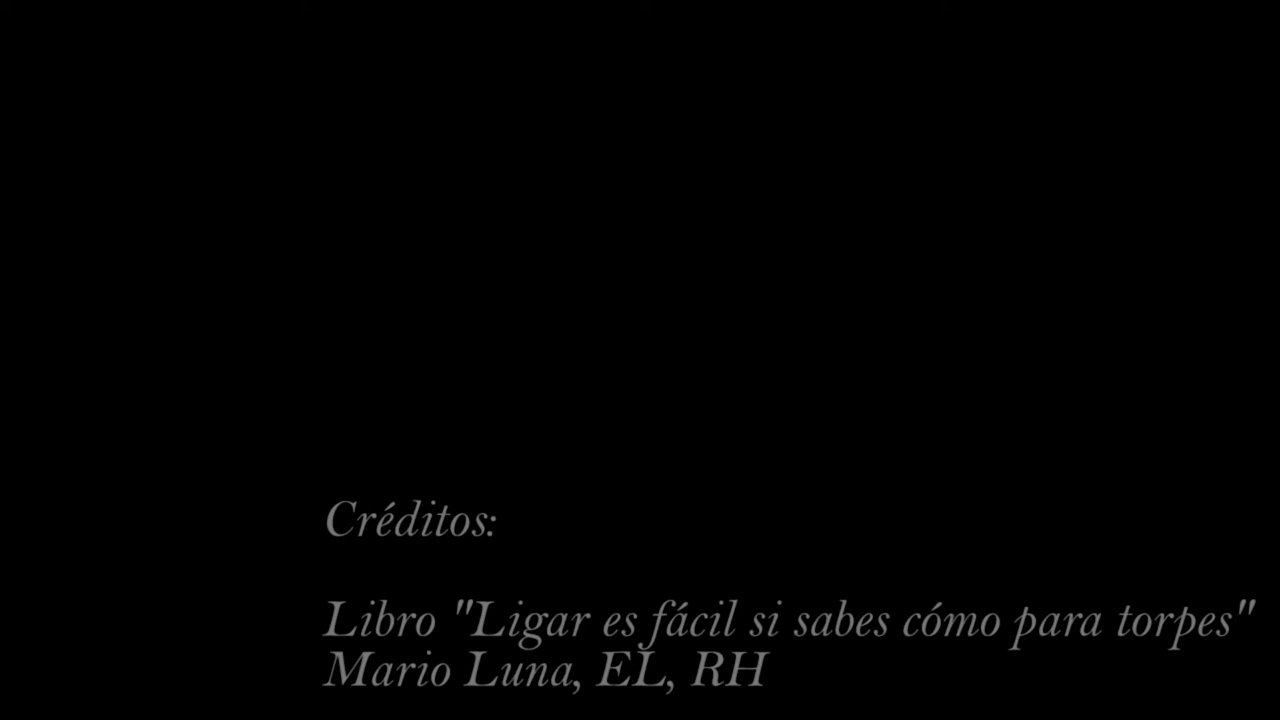 Créditos:
Libro "Ligar es fácil si sabes cómo para torpes"
Mario Luna, EL, RH